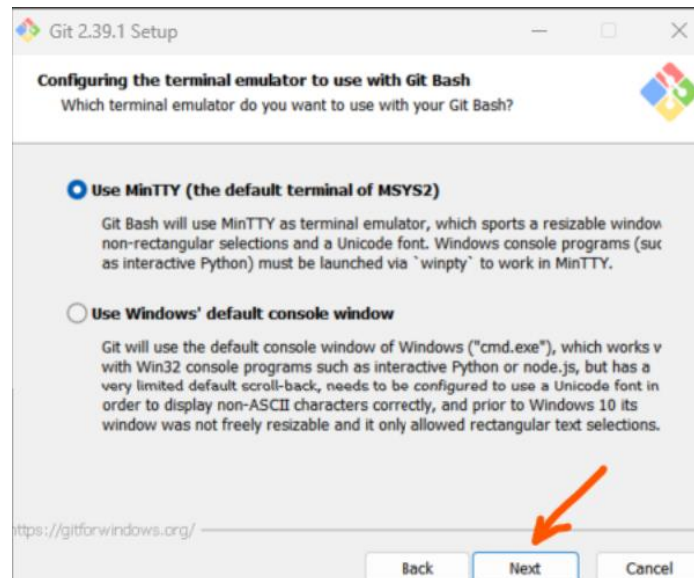 Git 2.39.1 Setup
Configuring the terminal emulator to use with Git Bash
Which terminal emulator do you want to use with your Git Bash?
Use MinTTY (the default terminal of MSYS2)
Git Bash will use MinTTY as terminal emulator, which sports a resizable window
non-rectangular selections and a Unicode font. Windows console programs (suc
as interactive Python) must be launched via `winpty` to work in MinTTY.
Use Windows' default console window
Git will use the default console window of Windows ("cmd.exe"), which works
with Win32 console programs such as interactive Python or node.js, but has a
very limited default scroll-back, needs to be configured to use a Unicode font in
order to display non-ASCII characters correctly, and prior to Windows 10 its
window was not freely resizable and it only allowed rectangular text selections.
ttps://gitforwindows.org/
Back Next Cancel